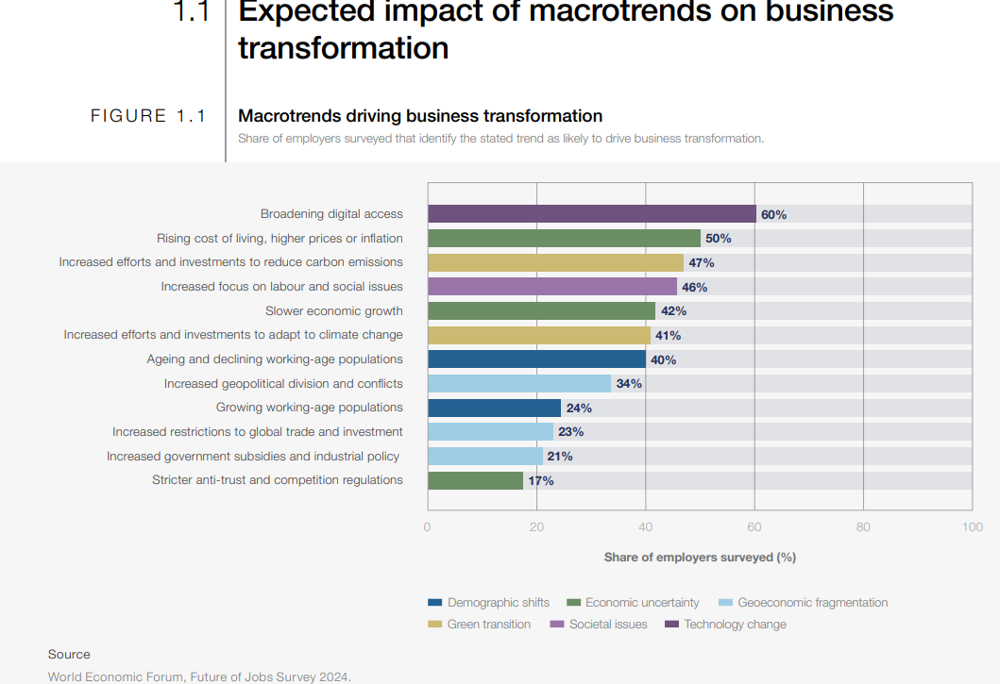 1.1 Expected impact of macrotrends on business
transformation
FIGURE 1.1 Macrotrends driving business transformation
Share of employers surveyed that identify the stated trend as likely to drive business transformation.
Broadening digital access 60%
Rising cost of living, higher prices or inflation 50%
Increased efforts and investments to reduce carbon emissions 47%
Increased focus on labour and social issues 46%
Slower economic growth 42%
Increased efforts and investments to adapt to climate change 41%
Ageing and declining working-age populations 40%
Increased geopolitical division and conflicts 34%
Growing working-age populations 24%
Increased restrictions to global trade and investment 23%
Increased government subsidies and industrial policy 21%
Stricter anti-trust and competition regulations 17%
0 20 40 60 80 100
Share of employers surveyed (%)
Demographic shifts Economic uncertainty Geoeconomic fragmentation
Green transition Societal issues Technology change
Source
World Economic Forum, Future of Jobs Survey 2024.